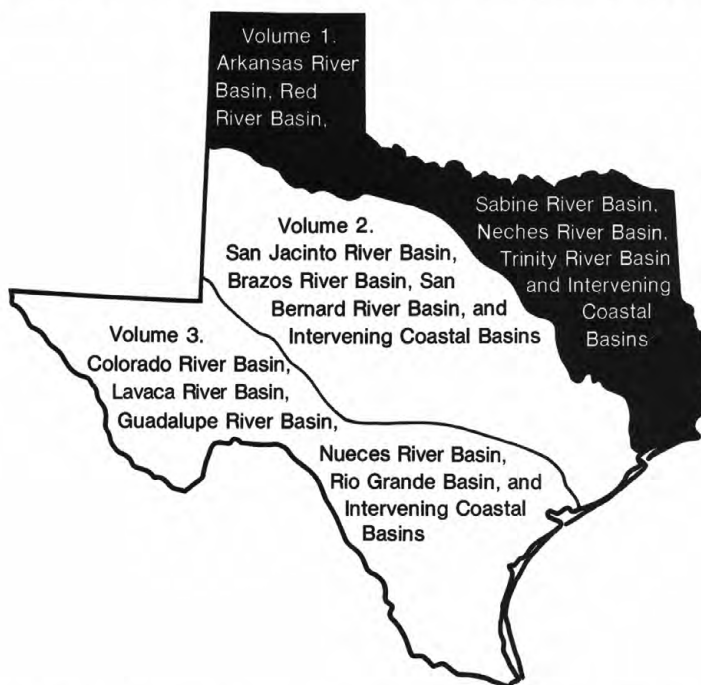 Volume 1.
Arkansas River
Basin, Red
River Basin,
Sabine River Basin,
Neches River Basin,
Trinity River Basin
and Intervening
Coastal
Basins
Volume 2.
San Jacinto River Basin,
Brazos River Basin, San
Bernard River Basin, and
Intervening Coastal Basins
Volume 3.
Colorado River Basin,
Lavaca River Basin,
Guadalupe River Basin,
Nueces River Basin,
Rio Grande Basin, and
Intervening Coastal
Basins